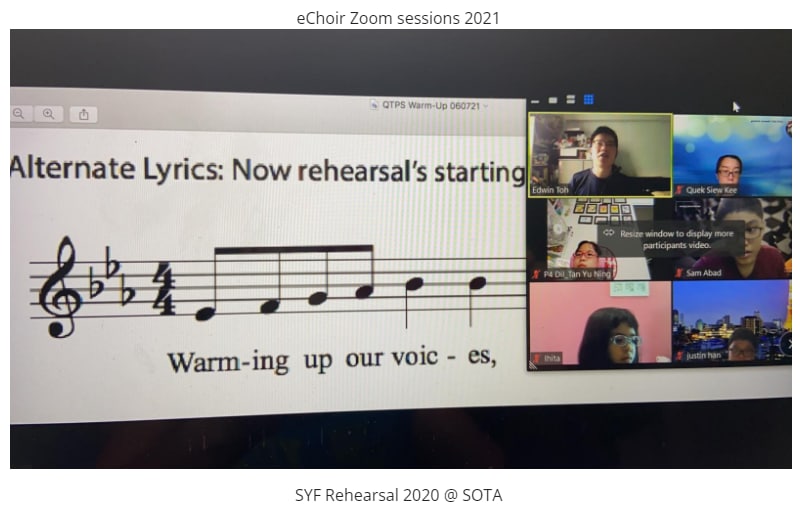 eChoir Zoom sessions 2021
QTPS Warm-Up 060721
Alternate Lyrics: Now rehearsal's starting
Edwin Toh
Quek Siew Kee
Resize window to display more
participants video.
P4 Dil_Tan Yu Ning
Sam Abad
Warm-ing up our voic - es,
Ihita
justin han
SYF Rehearsal 2020 @ SOTA